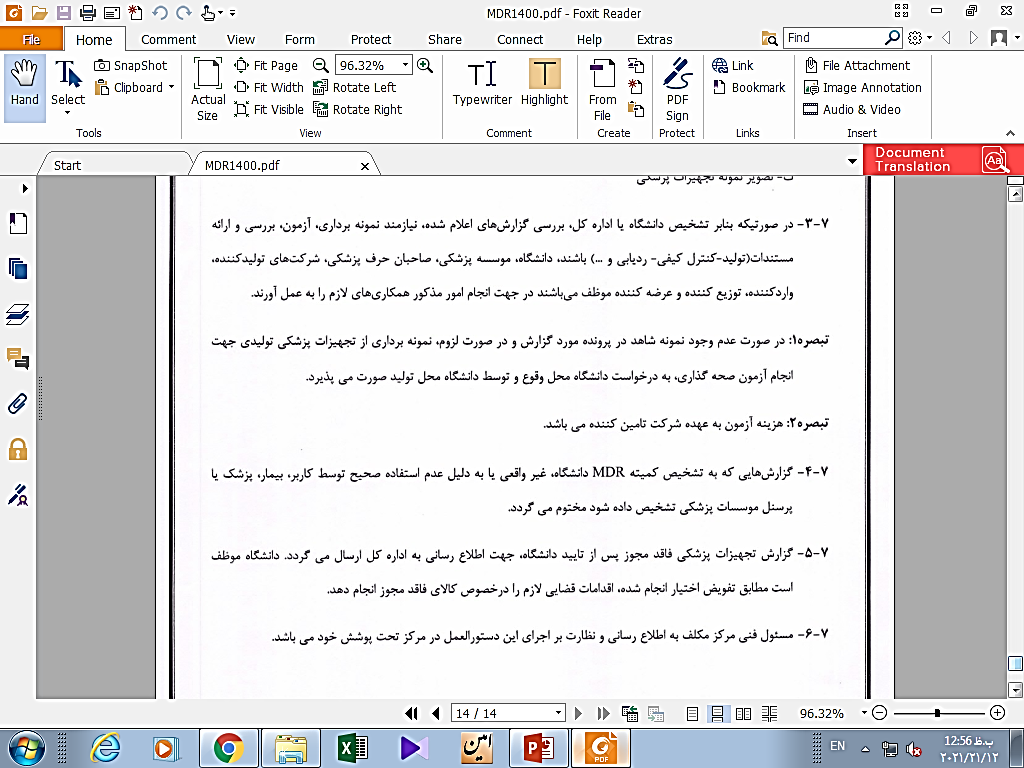 MDR1400.pdf - Foxit Reader
File Home Comment View Form Protect Share Connect Help Extras Find
Hand Select SnapShot Clipboard Actual Size Fit Page Fit Width Fit Visible 96.32% Rotate Left Rotate Right Typewriter Highlight From File PDF Sign Link Bookmark File Attachment Image Annotation Audio & Video
Tools View Comment Create Protect Links Insert
Start MDR1400.pdf x Document Translation
ت- تصویر نمونه تجهیزات پزشکی
۷-۳- در صورتیکه بنابر تشخیص دانشگاه یا اداره کل، بررسی گزارش‌های اعلام شده، نیازمند نمونه برداری، آزمون، بررسی و ارائه
مستندات(تولید-کنترل کیفی- ردیابی و ...) باشند، دانشگاه، موسسه پزشکی، صاحبان حرف پزشکی، شرکت‌های تولیدکننده،
واردکننده، توزیع کننده و عرضه کننده موظف می‌باشند در جهت انجام امور مذکور همکاری‌های لازم را به عمل آورند.
تبصره۱: در صورت عدم وجود نمونه شاهد در پرونده مورد گزارش و در صورت لزوم، نمونه برداری از تجهیزات پزشکی تولیدی جهت
انجام آزمون صحه گذاری، به درخواست دانشگاه محل وقوع و توسط دانشگاه محل تولید صورت می پذیرد.
تبصره۲: هزینه آزمون به عهده شرکت تامین کننده می باشد.
۷-۴- گزارش‌هایی که به تشخیص کمیته MDR دانشگاه، غیر واقعی یا به دلیل عدم استفاده صحیح توسط کاربر، بیمار، پزشک یا
پرسنل موسسات پزشکی تشخیص داده شود مختوم می گردد.
۷-۵- گزارش تجهیزات پزشکی فاقد مجوز پس از تایید دانشگاه، جهت اطلاع رسانی به اداره کل ارسال می گردد. دانشگاه موظف
است مطابق تفویض اختیار انجام شده، اقدامات قضایی لازم را درخصوص کالای فاقد مجوز انجام دهد.
۷-۶- مسئول فنی مرکز مکلف به اطلاع رسانی و نظارت بر اجرای این دستورالعمل در مرکز تحت پوشش خود می باشد.
14 / 14 96.32%
امین EN 12:56 ب.ظ
۲۰۲۱/۲۱/۱۲